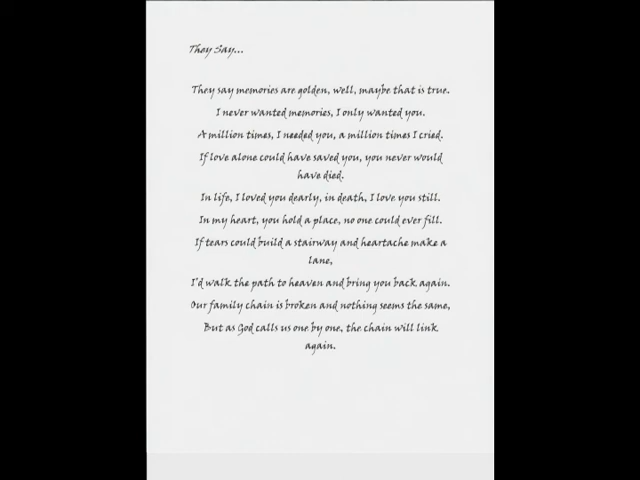 They Say...
They say memories are golden, well, maybe that is true.
I never wanted memories, I only wanted you.
A million times, I needed you, a million times I cried.
If love alone could have saved you, you never would
have died.
In life, I loved you dearly, in death, I love you still.
In my heart, you hold a place, no one could ever fill.
If tears could build a stairway and heartache make a
lane,
I'd walk the path to heaven and bring you back again.
Our family chain is broken and nothing seems the same,
But as God calls us one by one, the chain will link
again.